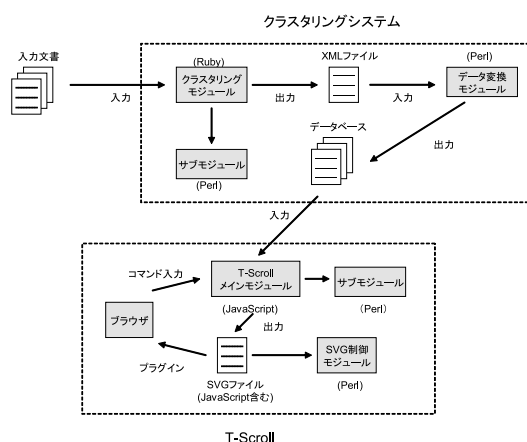 クラスタリングシステム
入力文書
(Ruby)
クラスタリング
モジュール
XMLファイル
(Perl)
データ変換
モジュール
入力
出力
入力
出力
データベース
サブモジュール
(Perl)
入力
コマンド入力
T-Scroll
メインモジュール
サブモジュール
(JavaScript)
(Perl)
出力
ブラウザ
プラグイン
SVG制御
モジュール
SVGファイル
(JavaScript含む)
(Perl)
T-Scroll